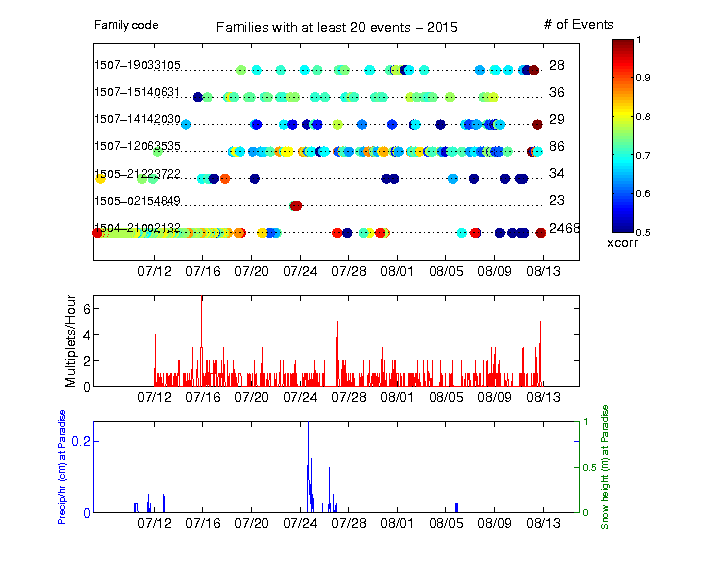 Family code Families with at least 20 events – 2015 # of Events
1507–19033105 28
1507–15140631 36
1507–14142030 29
1507–12063535 86
1505–21223722 34
1505–02154849 23
1504–21002132 2468
07/12 07/16 07/20 07/24 07/28 08/01 08/05 08/09 08/13
1
0.9
0.8
0.7
0.6
0.5
xcorr
Multiplets/Hour
6
4
2
0
07/12 07/16 07/20 07/24 07/28 08/01 08/05 08/09 08/13
Precip/hr (cm) at Paradise
0.2
0
1
0.5
0
Snow height (m) at Paradise
07/12 07/16 07/20 07/24 07/28 08/01 08/05 08/09 08/13